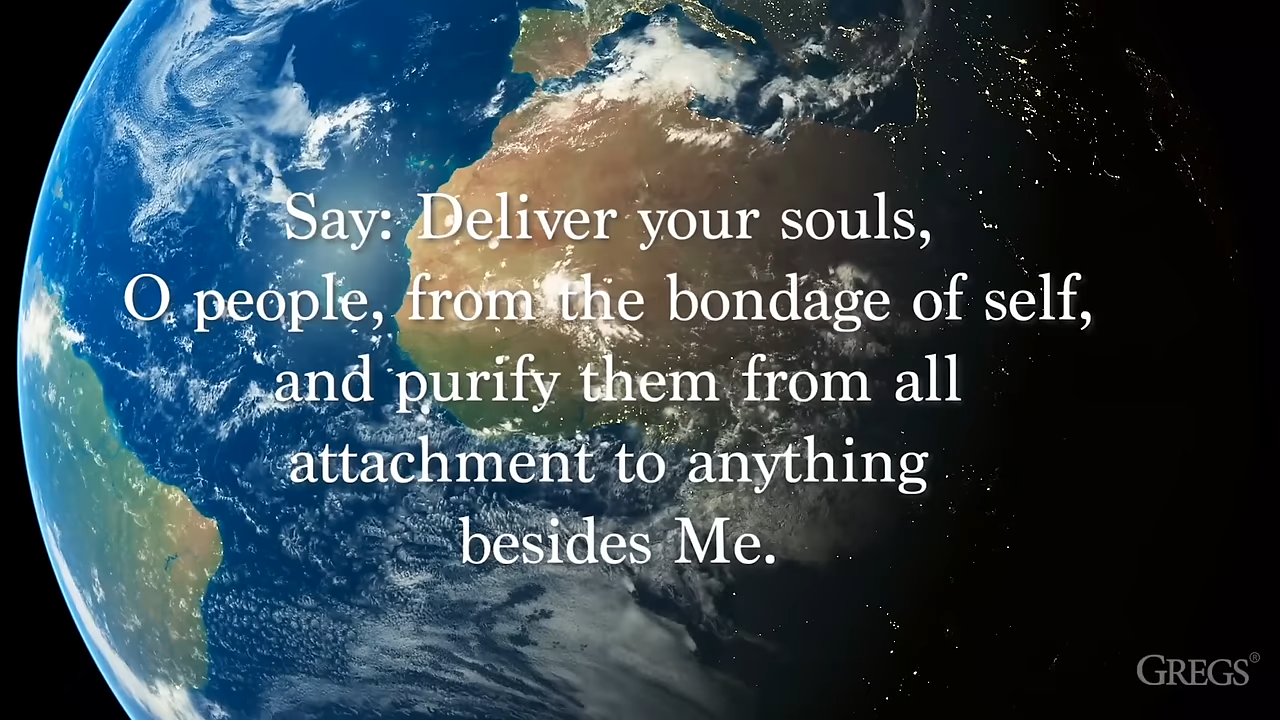 Say: Deliver your souls,
O people, from the bondage of self,
and purify them from all
attachment to anything
besides Me.
GREGS®